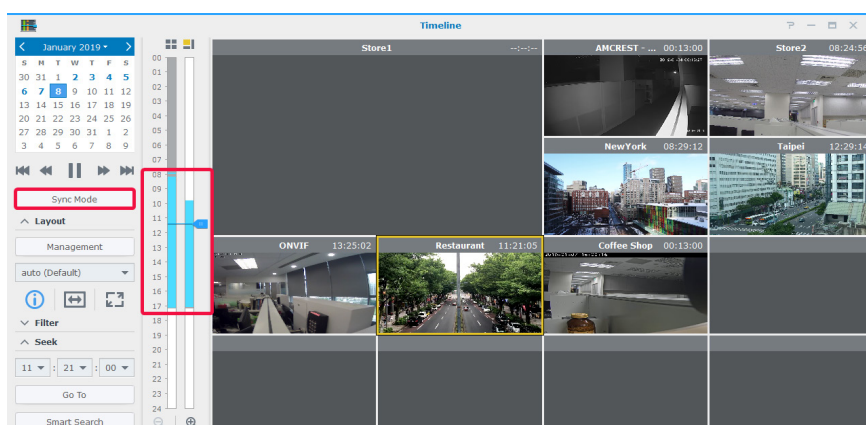 Timeline
January 2019
S M T W T F S
30 31 1 2 3 4 5
6 7 8 9 10 11 12
13 14 15 16 17 18 19
20 21 22 23 24 25 26
27 28 29 30 31 1 2
3 4 5 6 7 8 9
Sync Mode
Layout
Management
auto (Default)
Filter
Seek
11 : 21 : 00
Go To
Smart Search
00
01
02
03
04
05
06
07
08
09
10
11
12
13
14
15
16
17
18
19
20
21
22
23
24
Store1 --:--:--
AMCREST - ... 00:13:00
Store2 08:24:56
NewYork 08:29:12
Taipei 12:29:14
ONVIF 13:25:02
Restaurant 11:21:05
Coffee Shop 00:13:00